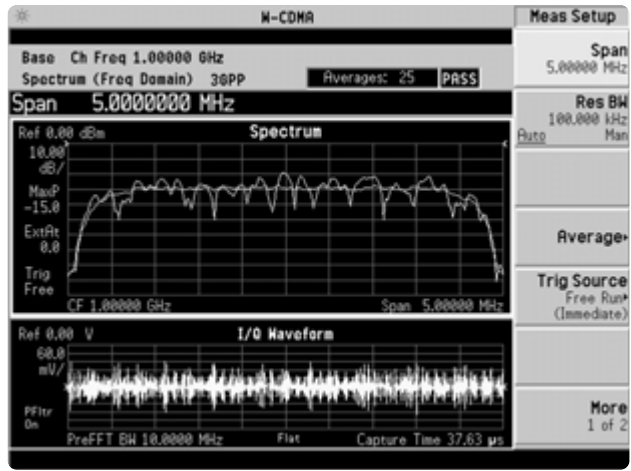 W-CDMA
Meas Setup
Base Ch Freq 1.00000 GHz
Spectrum (Freq Domain) 3GPP
Averages: 25 PASS
Span 5.0000000 MHz
Ref 0.00 dBm Spectrum
10.00
dB/
MaxP
-15.0
ExtAt
0.0
Trig
Free
CF 1.00000 GHz Span 5.00000 MHz
Ref 0.00 V I/Q Waveform
60.0
mV/
PFltr
On
PreFFT BW 10.0000 MHz Flat Capture Time 37.63 µs
Span
5.00000 MHz
Res BW
100.000 kHz
Auto Man
Average
Trig Source
Free Run
(Immediate)
More
1 of 2